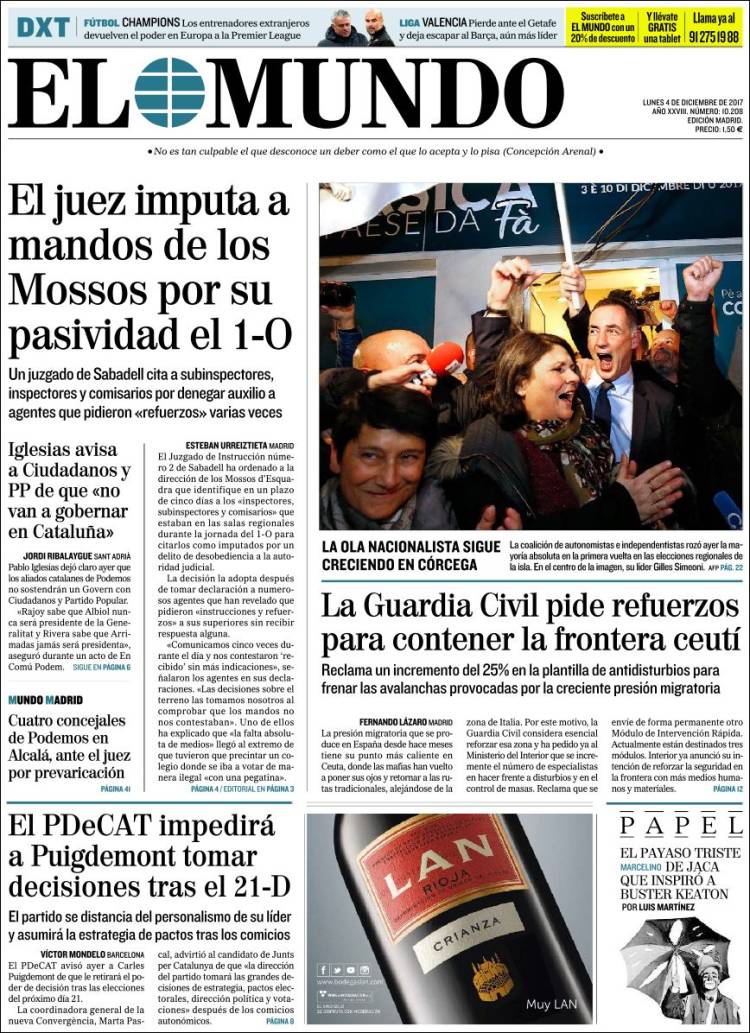 DXT
FÚTBOL CHAMPIONS Los entrenadores extranjeros
devuelven el poder en Europa a la Premier League
LIGA VALENCIA Pierde ante el Getafe
y deja escapar al Barça, aún más líder
Suscríbete a
EL MUNDO con un
20% de descuento
Y llévate
GRATIS
una tablet
Llama ya al
91 275 19 88
EL MUNDO
LUNES 4 DE DICIEMBRE DE 2017
AÑO XXVIII. NÚMERO: 10.208
EDICIÓN MADRID.
PRECIO: 1,50 €
• No es tan culpable el que desconoce un deber como el que lo acepta y lo pisa (Concepción Arenal) •
El juez imputa a
mandos de los
Mossos por su
pasividad el 1-O
Un juzgado de Sabadell cita a subinspectores,
inspectores y comisarios por denegar auxilio a
agentes que pidieron «refuerzos» varias veces
Iglesias avisa
a Ciudadanos y
PP de que «no
van a gobernar
en Cataluña»
JORDI RIBALAYGUE SANT ADRIÀ
Pablo Iglesias dejó claro ayer que
los aliados catalanes de Podemos
no sostendrán un Govern con
Ciudadanos y Partido Popular.
«Rajoy sabe que Albiol nun-
ca será presidente de la Gene-
ralitat y Rivera sabe que Arri-
madas jamás será presidenta»,
aseguró durante un acto de En
Comú Podem. SIGUE EN PÁGINA 6
MUNDO MADRID
Cuatro concejales
de Podemos en
Alcalá, ante el juez
por prevaricación
PÁGINA 41
ESTEBAN URREIZTIETA MADRID
El Juzgado de Instrucción núme-
ro 2 de Sabadell ha ordenado a la
dirección de los Mossos d'Esqua-
dra que identifique en un plazo
de cinco días a los «inspectores,
subinspectores y comisarios» que
estaban en las salas regionales
durante la jornada del 1-O para
citarlos como imputados por un
delito de desobediencia a la auto-
ridad judicial.
La decisión la adopta después
de tomar declaración a numero-
sos agentes que han revelado que
pidieron «instrucciones y refuer-
zos» a sus superiores sin recibir
respuesta alguna.
«Comunicamos cinco veces du-
rante el día y nos contestaron 're-
cibido' sin más indicaciones», se-
ñalaron los agentes en sus decla-
raciones. «Las decisiones sobre el
terreno las tomamos nosotros al
comprobar que los mandos no
nos contestaban». Uno de ellos
ha explicado que «la falta absolu-
ta de medios» llegó al extremo de
que tuvieron que precintar un co-
legio donde se iba a votar de ma-
nera ilegal «con una pegatina».
PÁGINA 4 / EDITORIAL EN PÁGINA 3
3 È 10 DI DICEMBRE DI U 2017
PAESE DA Fà
LA OLA NACIONALISTA SIGUE
CRECIENDO EN CÓRCEGA
La coalición de autonomistas e independentistas rozó ayer la ma-
yoría absoluta en la primera vuelta en las elecciones regionales de
la isla. En el centro de la imagen, su líder Gilles Simeoni. AFP PÁG. 22
La Guardia Civil pide refuerzos
para contener la frontera ceutí
Reclama un incremento del 25% en la plantilla de antidisturbios para
frenar las avalanchas provocadas por la creciente presión migratoria
FERNANDO LÁZARO MADRID
La presión migratoria que se pro-
duce en España desde hace meses
tiene su punto más caliente en
Ceuta, donde las mafias han vuelto
a poner sus ojos y retornar a las ru-
tas tradicionales, alejándose de la
zona de Italia. Por este motivo, la
Guardia Civil considera esencial
reforzar esa zona y ha pedido ya al
Ministerio del Interior que se incre-
mente el número de especialistas
en hacer frente a disturbios y en el
control de masas. Reclama que se
envíe de forma permanente otro
Módulo de Intervención Rápida.
Actualmente están destinados tres
módulos. Interior ya anunció su in-
tención de reforzar la seguridad en
la frontera con más medios huma-
nos y materiales. PÁGINA 12
El PDeCAT impedirá
a Puigdemont tomar
decisiones tras el 21-D
El partido se distancia del personalismo de su líder
y asumirá la estrategia de pactos tras los comicios
VÍCTOR MONDELO BARCELONA
El PDeCAT avisó ayer a Carles
Puigdemont de que le retirará el po-
der de decisión tras las elecciones
del próximo día 21.
La coordinadora general de la
nueva Convergència, Marta Pas-
cal, advirtió al candidato de Junts
per Catalunya de que «la dirección
del partido tomará las grandes deci-
siones de estrategia, pactos electo-
rales, dirección política y vota-
ciones» después de los comicios
autonómicos. PÁGINA 8
LAN
RIOJA
CRIANZA
www.bodegaslan.com
Muy LAN
PAPEL
EL PAYASO TRISTE
MARCELINO DE JACA
QUE INSPIRÓ A
BUSTER KEATON
POR LUIS MARTÍNEZ